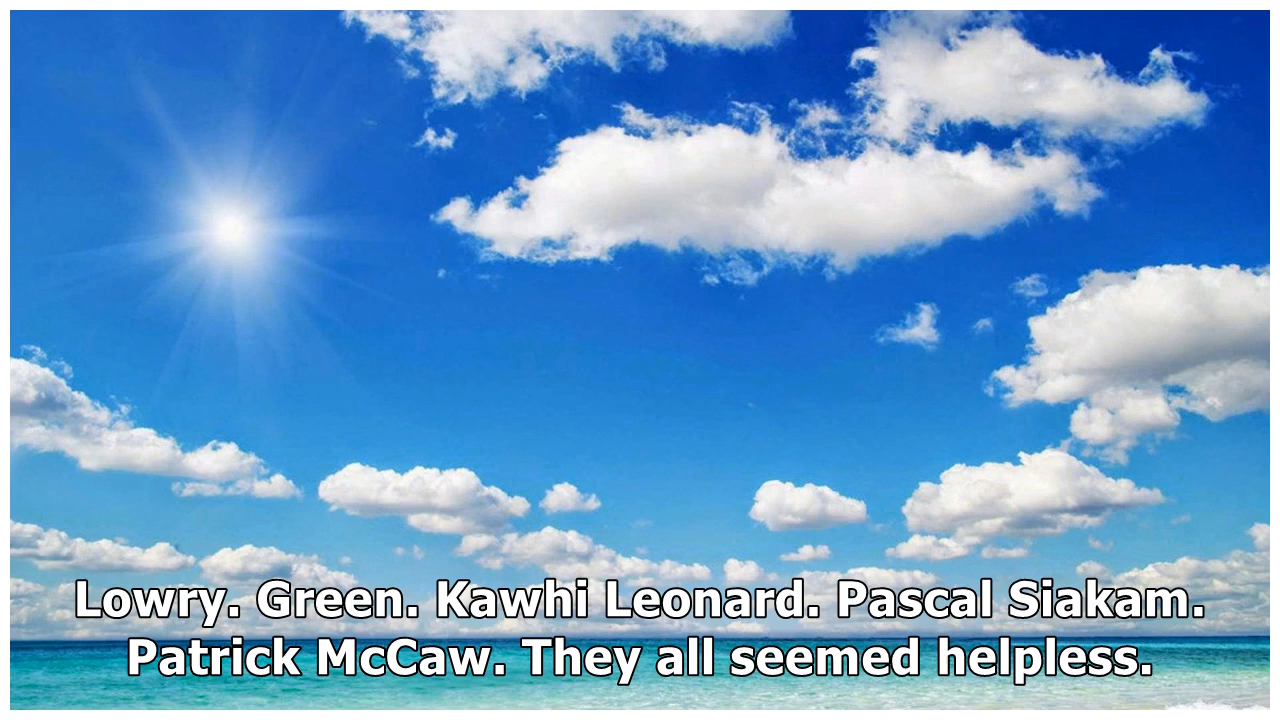 Lowry. Green. Kawhi Leonard. Pascal Siakam.
Patrick McCaw. They all seemed helpless.